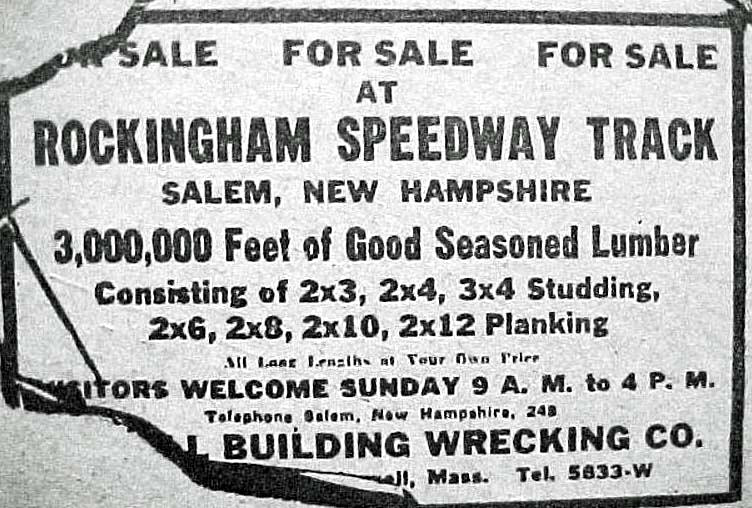 SALE FOR SALE FOR SALE
AT
ROCKINGHAM SPEEDWAY TRACK
SALEM, NEW HAMPSHIRE
3,000,000 Feet of Good Seasoned Lumber
Consisting of 2x3, 2x4, 3x4 Studding,
2x6, 2x8, 2x10, 2x12 Planking
All Long Lengths at Your Own Price
VISITORS WELCOME SUNDAY 9 A. M. to 4 P. M.
Telephone Salem, New Hampshire, 248
BUILDING WRECKING CO.
Mass. Tel. 5833-W